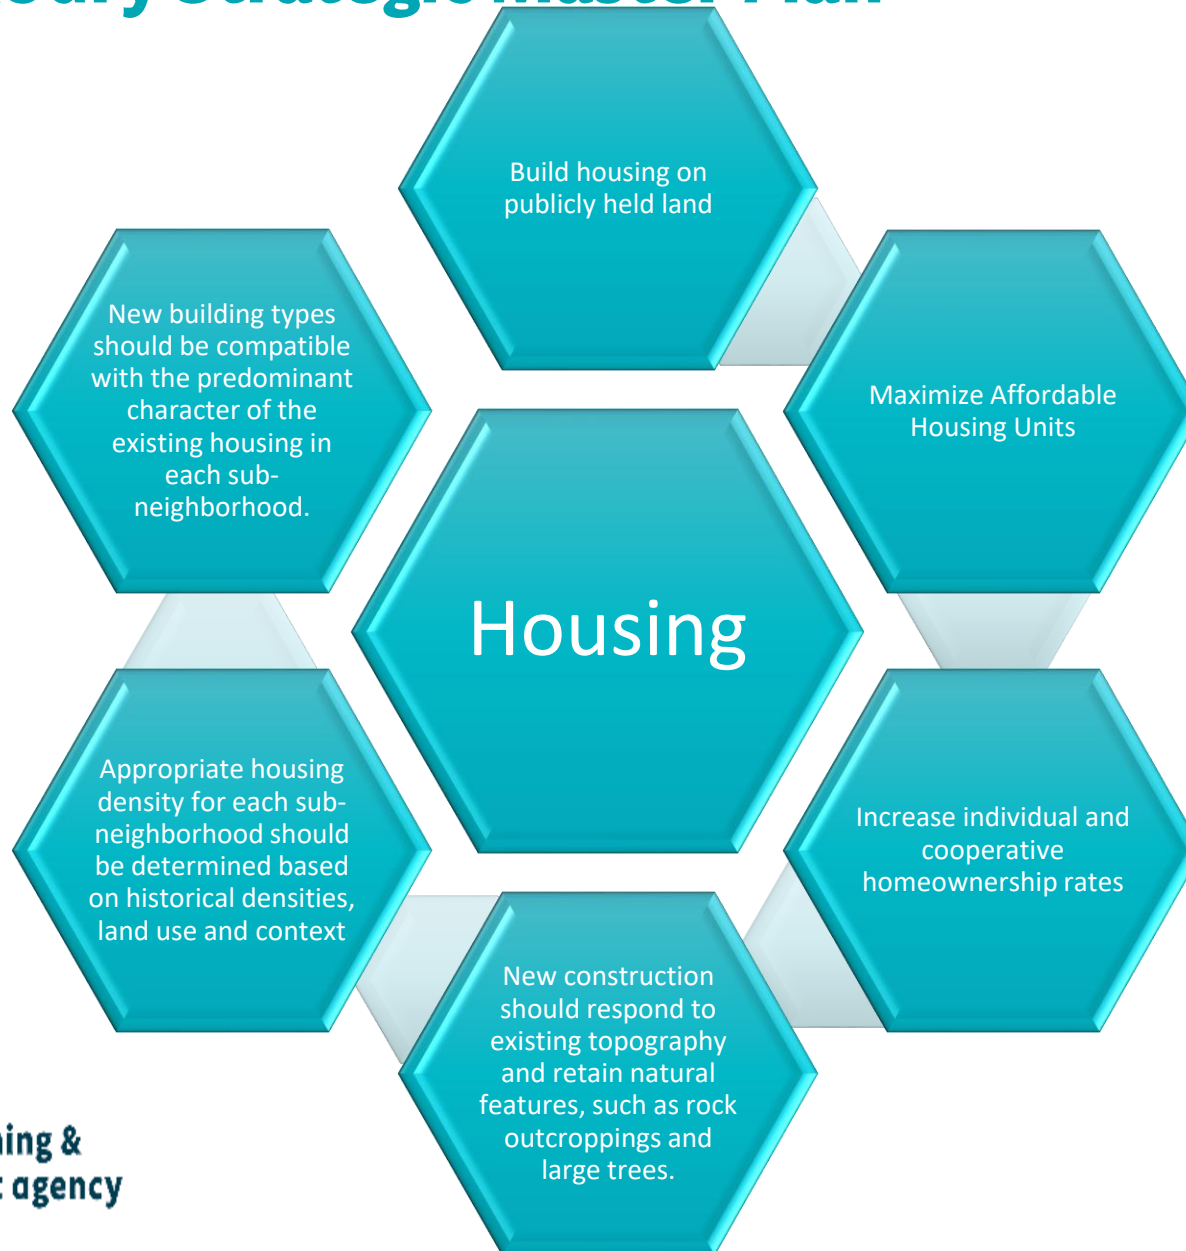 Strategic Master Plan
Build housing on
publicly held land
New building types
should be compatible
with the predominant
character of the
existing housing in
each sub-
neighborhood.
Maximize Affordable
Housing Units
Housing
Appropriate housing
density for each sub-
neighborhood should
be determined based
on historical densities,
land use and context
Increase individual and
cooperative
homeownership rates
New construction
should respond to
existing topography
and retain natural
features, such as rock
outcroppings and
large trees.
&
agency